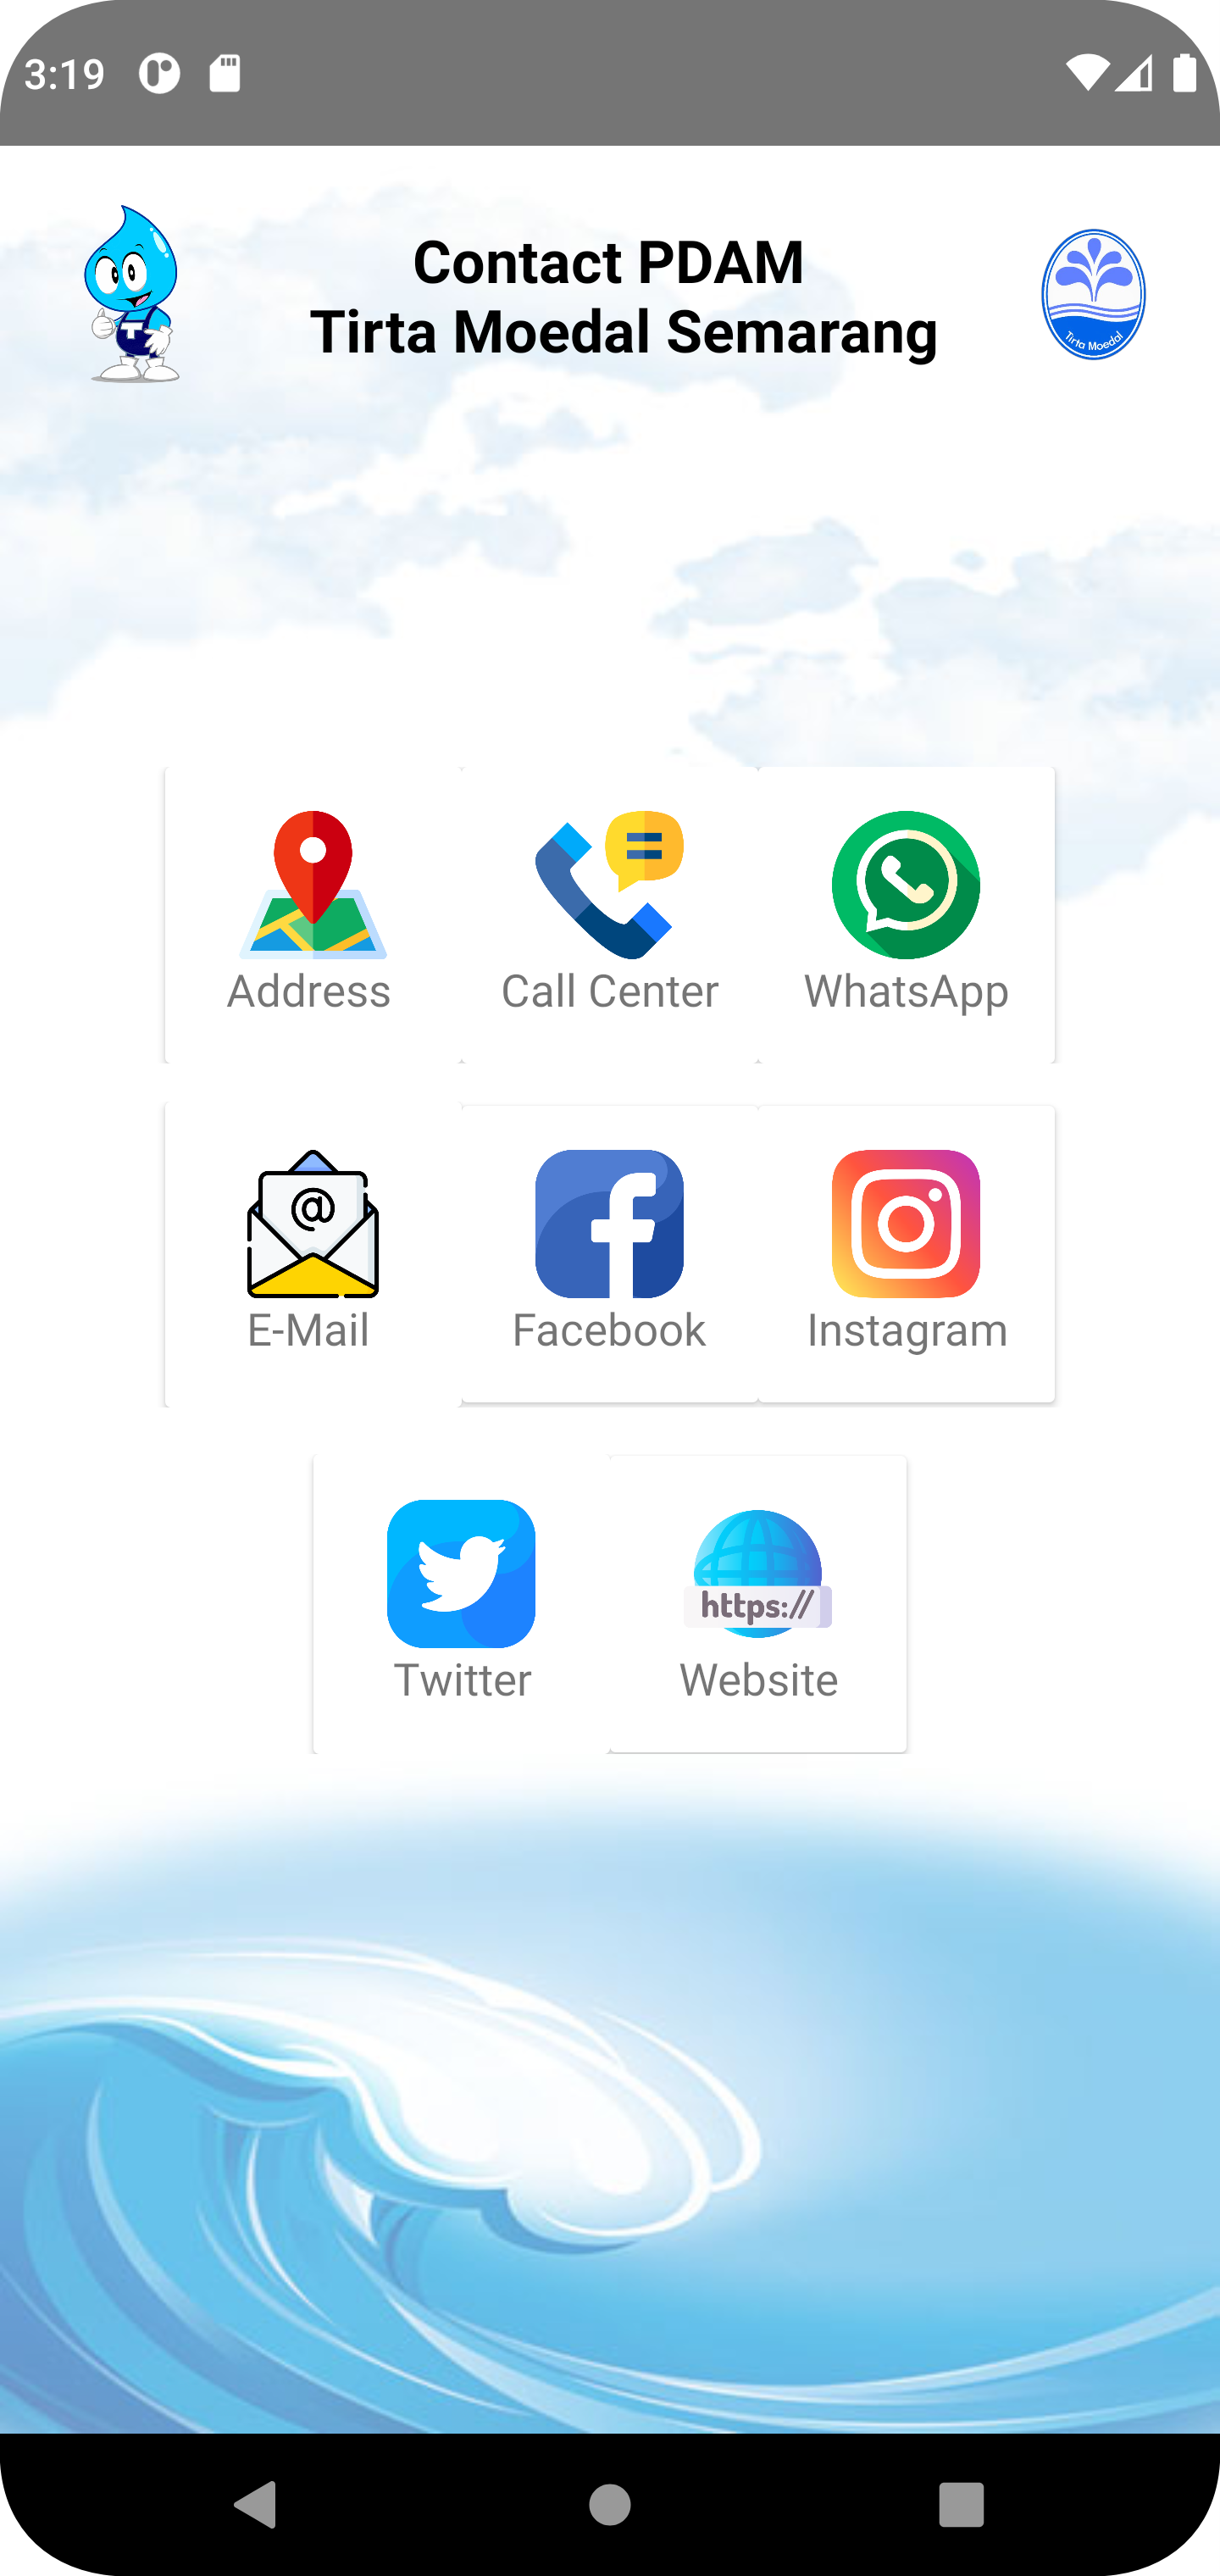 3:19
Contact PDAM
Tirta Moedal Semarang
Tirta Moedal
T
Address
Call Center
WhatsApp
@
E-Mail
Facebook
Instagram
https://
Twitter
Website